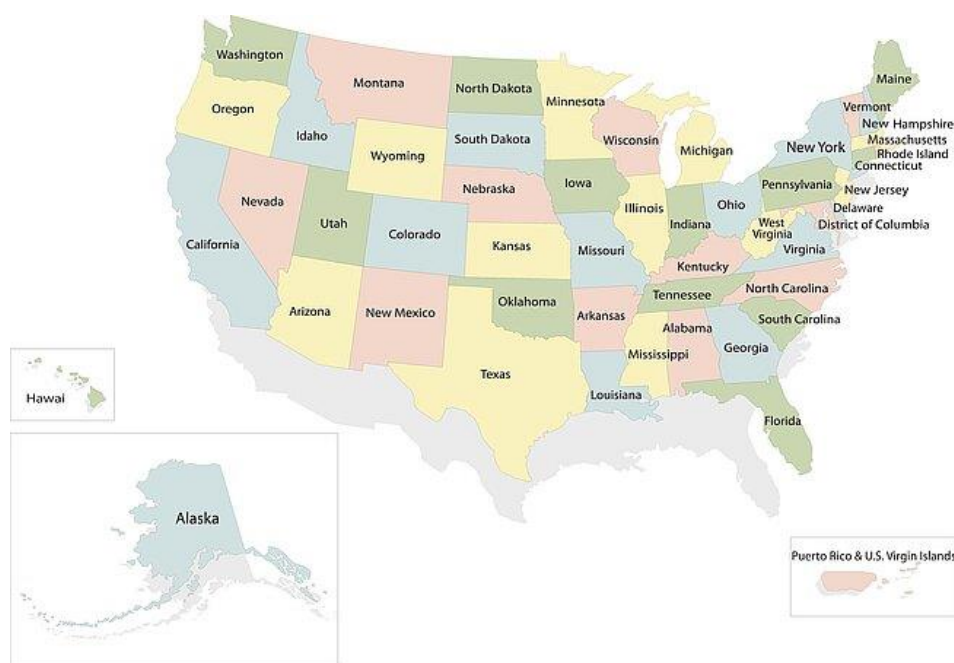 Washington
Montana
North Dakota
Minnesota
Maine
Oregon
Idaho
South Dakota
Wisconsin
Michigan
Vermont
New Hampshire
New York
Massachusetts
Rhode Island
Connecticut
Wyoming
Nebraska
Iowa
Pennsylvania
New Jersey
Nevada
Utah
Colorado
Illinois
Indiana
Ohio
Delaware
West
Virginia
District of Columbia
California
Kansas
Missouri
Virginia
Kentucky
Arizona
New Mexico
Oklahoma
Arkansas
Tennessee
North Carolina
South Carolina
Texas
Mississippi
Alabama
Georgia
Louisiana
Florida
Hawai
Alaska
Puerto Rico & U.S. Virgin Islands